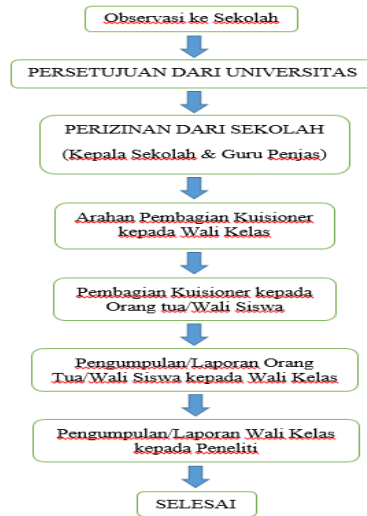 Observasi ke Sekolah
PERSETUJUAN DARI UNIVERSITAS
PERIZINAN DARI SEKOLAH
(Kepala Sekolah & Guru Penjas)
Arahan Pembagian Kuisioner
kepada Wali Kelas
Pembagian Kuisioner kepada
Orang tua/Wali Siswa
Pengumpulan/Laporan Orang
Tua/Wali Siswa kepada Wali Kelas
Pengumpulan/Laporan Wali Kelas
kepada Peneliti
SELESAI